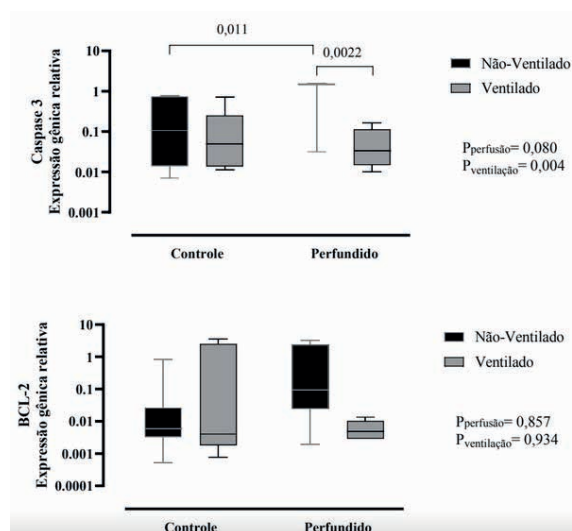 0,011
0,0022
Caspase 3
Expressão gênica relativa
10
1
0.1
0.01
0.001
Não-Ventilado
Ventilado
Pperfusão= 0,080
Pventilação= 0,004
Controle
Perfundido
BCL-2
Expressão gênica relativa
10
1
0.1
0.01
0.001
0.0001
Não-Ventilado
Ventilado
Pperfusão= 0,857
Pventilação= 0,934
Controle
Perfundido